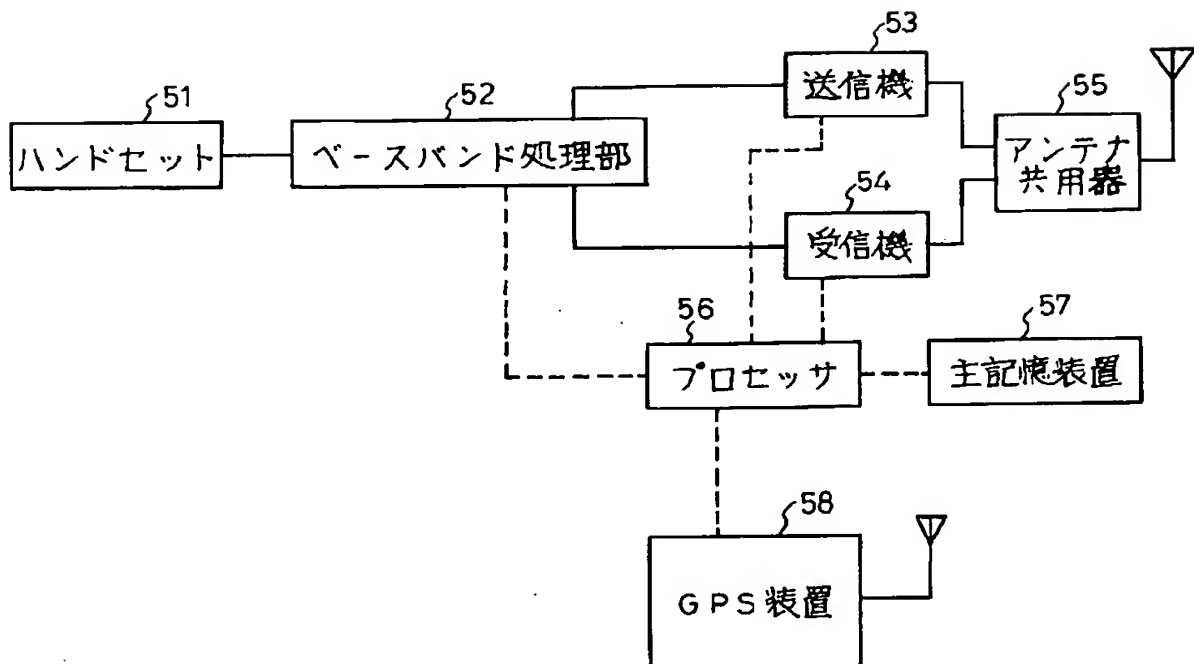 53
送信機
51
ハンドセット
52
ベースバンド処理部
55
アンテナ
共用器
54
受信機
56
プロセッサ
57
主記憶装置
58
GPS装置